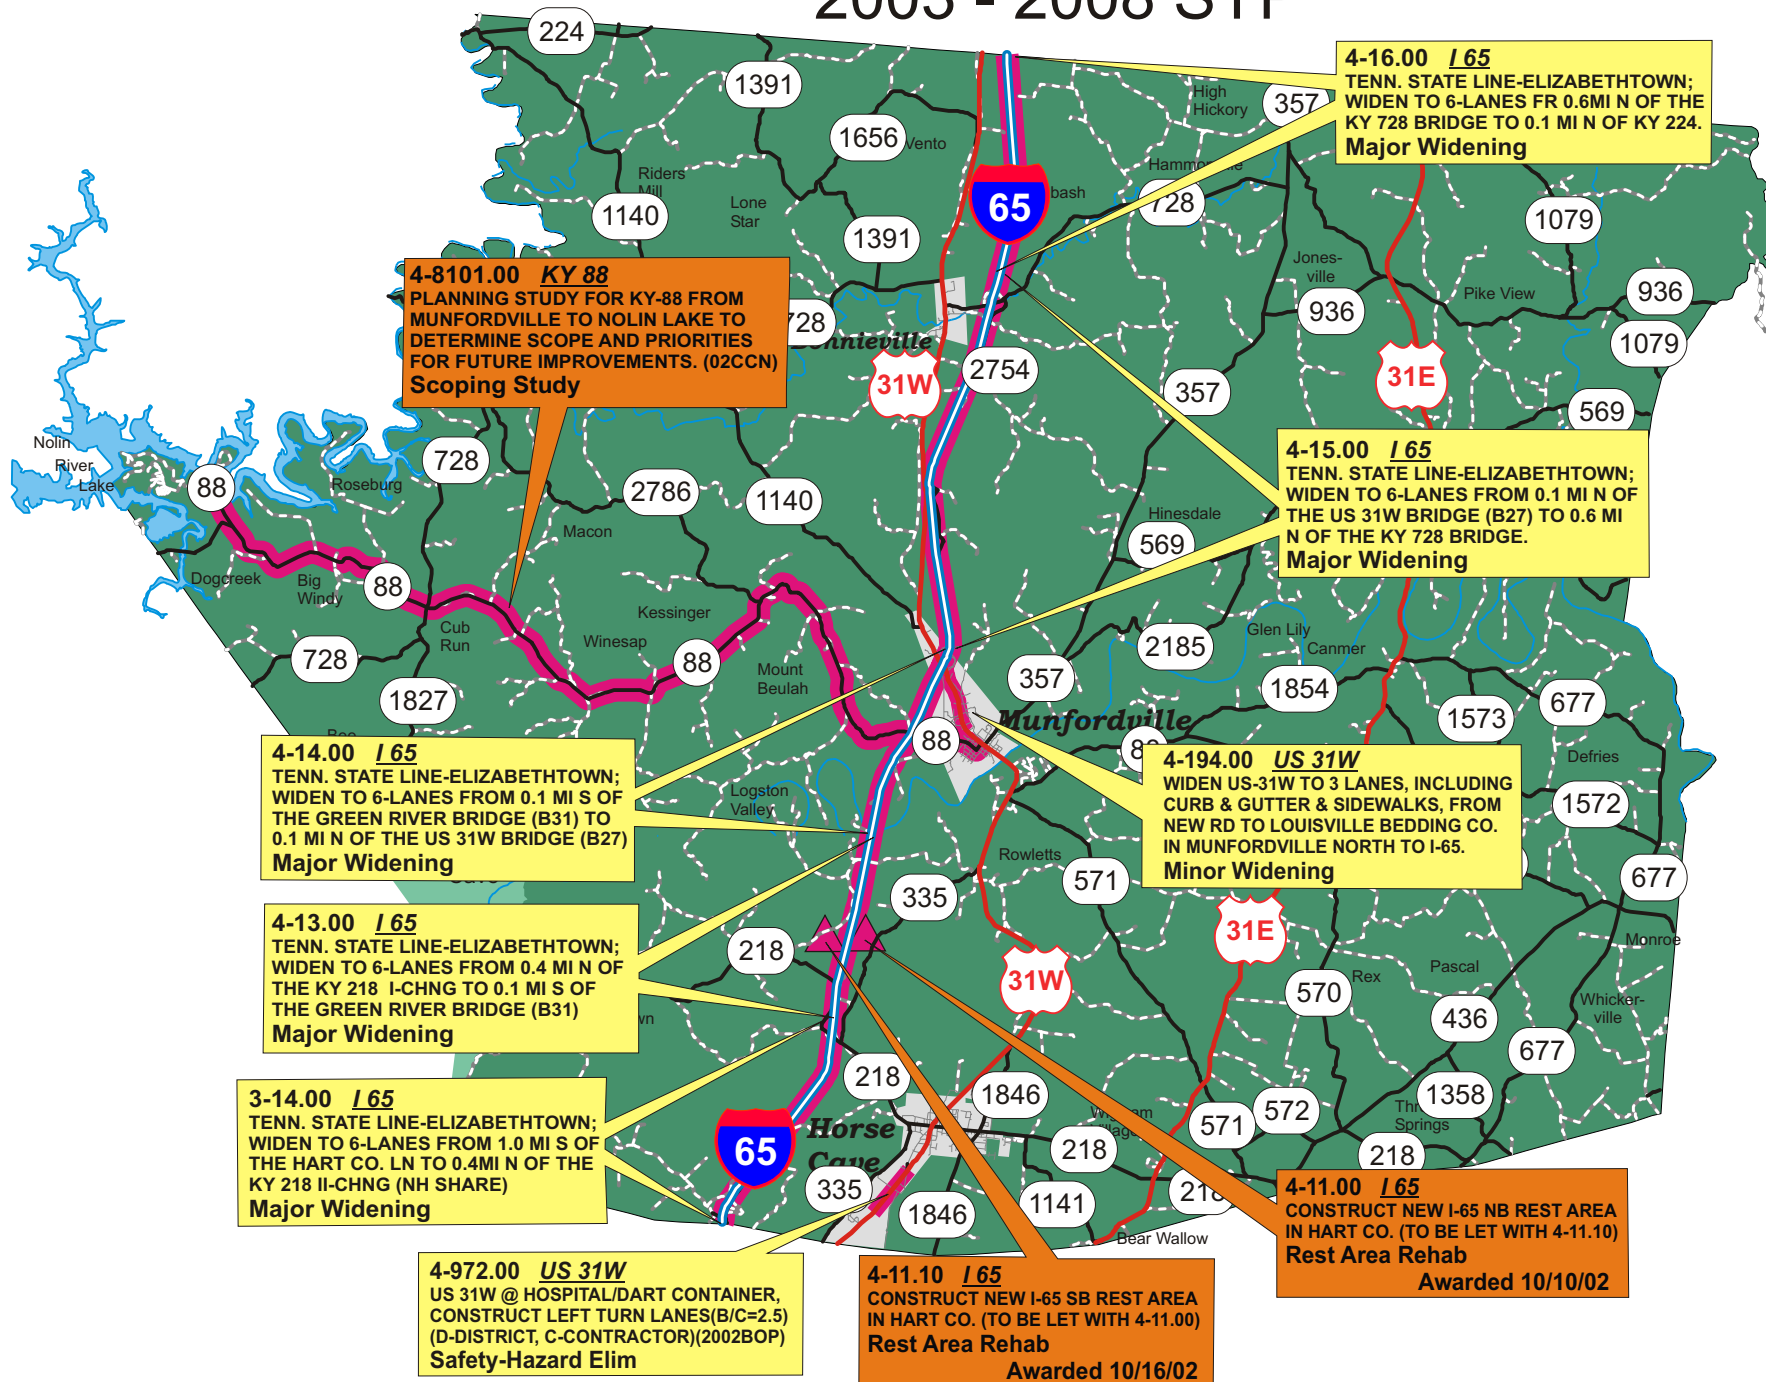 2003 - 2008 STP
224
1391
1656
Vento
High
Hickory
357
4-16.00 I 65
TENN. STATE LINE-ELIZABETHTOWN;
WIDEN TO 6-LANES FR 0.6MI N OF THE
KY 728 BRIDGE TO 0.1 MI N OF KY 224.
Major Widening
Riders
Mill
1140
Lone
Star
1391
65
bash
728
1079
Jones-
ville
936
Pike View
936
1079
4-8101.00 KY 88
PLANNING STUDY FOR KY-88 FROM
MUNFORDVILLE TO NOLIN LAKE TO
DETERMINE SCOPE AND PRIORITIES
FOR FUTURE IMPROVEMENTS. (02CCN)
Scoping Study
728
Bonnieville
31W
2754
357
31E
569
Nolin
River
Lake
88
Roseburg
728
2786
1140
Macon
Hinesdale
569
4-15.00 I 65
TENN. STATE LINE-ELIZABETHTOWN;
WIDEN TO 6-LANES FROM 0.1 MI N OF
THE US 31W BRIDGE (B27) TO 0.6 MI
N OF THE KY 728 BRIDGE.
Major Widening
Dogcreek
Big
Windy
88
Cub
Run
Kessinger
Winesap
88
728
1827
Mount
Beulah
357
2185
Glen Lily
Canmer
1854
1573
677
Munfordville
88
Defries
1572
4-14.00 I 65
TENN. STATE LINE-ELIZABETHTOWN;
WIDEN TO 6-LANES FROM 0.1 MI S OF
THE GREEN RIVER BRIDGE (B31) TO
0.1 MI N OF THE US 31W BRIDGE (B27)
Major Widening
Logston
Valley
4-194.00 US 31W
WIDEN US-31W TO 3 LANES, INCLUDING
CURB & GUTTER & SIDEWALKS, FROM
NEW RD TO LOUISVILLE BEDDING CO.
IN MUNFORDVILLE NORTH TO I-65.
Minor Widening
Rowletts
571
335
677
31E
Monroe
4-13.00 I 65
TENN. STATE LINE-ELIZABETHTOWN;
WIDEN TO 6-LANES FROM 0.4 MI N OF
THE KY 218 I-CHNG TO 0.1 MI S OF
THE GREEN RIVER BRIDGE (B31)
Major Widening
218
31W
570
Rex
Pascal
436
Whicker-
ville
677
wn
3-14.00 I 65
TENN. STATE LINE-ELIZABETHTOWN;
WIDEN TO 6-LANES FROM 1.0 MI S OF
THE HART CO. LN TO 0.4MI N OF THE
KY 218 II-CHNG (NH SHARE)
Major Widening
218
1846
571
572
1358
Springs
65
Horse
Cave
335
1846
218
1141
218
218
Bear Wallow
4-11.00 I 65
CONSTRUCT NEW I-65 NB REST AREA
IN HART CO. (TO BE LET WITH 4-11.10)
Rest Area Rehab
Awarded 10/10/02
4-972.00 US 31W
US 31W @ HOSPITAL/DART CONTAINER,
CONSTRUCT LEFT TURN LANES(B/C=2.5)
(D-DISTRICT, C-CONTRACTOR)(2002BOP)
Safety-Hazard Elim
4-11.10 I 65
CONSTRUCT NEW I-65 SB REST AREA
IN HART CO. (TO BE LET WITH 4-11.00)
Rest Area Rehab
Awarded 10/16/02